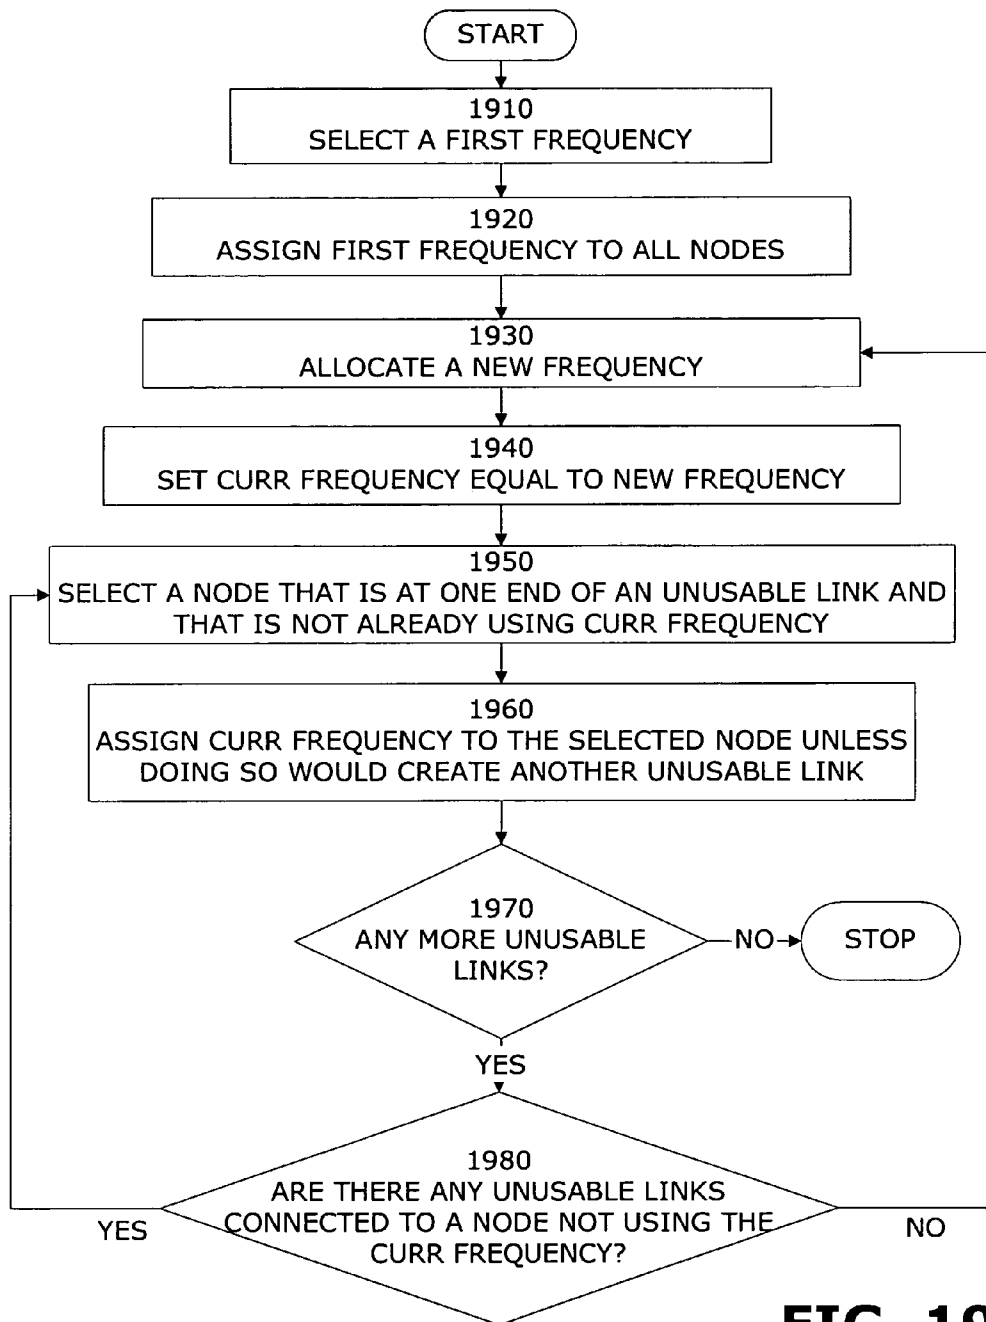 START
1910
SELECT A FIRST FREQUENCY
1920
ASSIGN FIRST FREQUENCY TO ALL NODES
1930
ALLOCATE A NEW FREQUENCY
1940
SET CURR FREQUENCY EQUAL TO NEW FREQUENCY
1950
SELECT A NODE THAT IS AT ONE END OF AN UNUSABLE LINK AND
THAT IS NOT ALREADY USING CURR FREQUENCY
1960
ASSIGN CURR FREQUENCY TO THE SELECTED NODE UNLESS
DOING SO WOULD CREATE ANOTHER UNUSABLE LINK
1970
ANY MORE UNUSABLE
LINKS?
NO
STOP
YES
1980
ARE THERE ANY UNUSABLE LINKS
CONNECTED TO A NODE NOT USING THE
CURR FREQUENCY?
YES
NO
FIG. 19